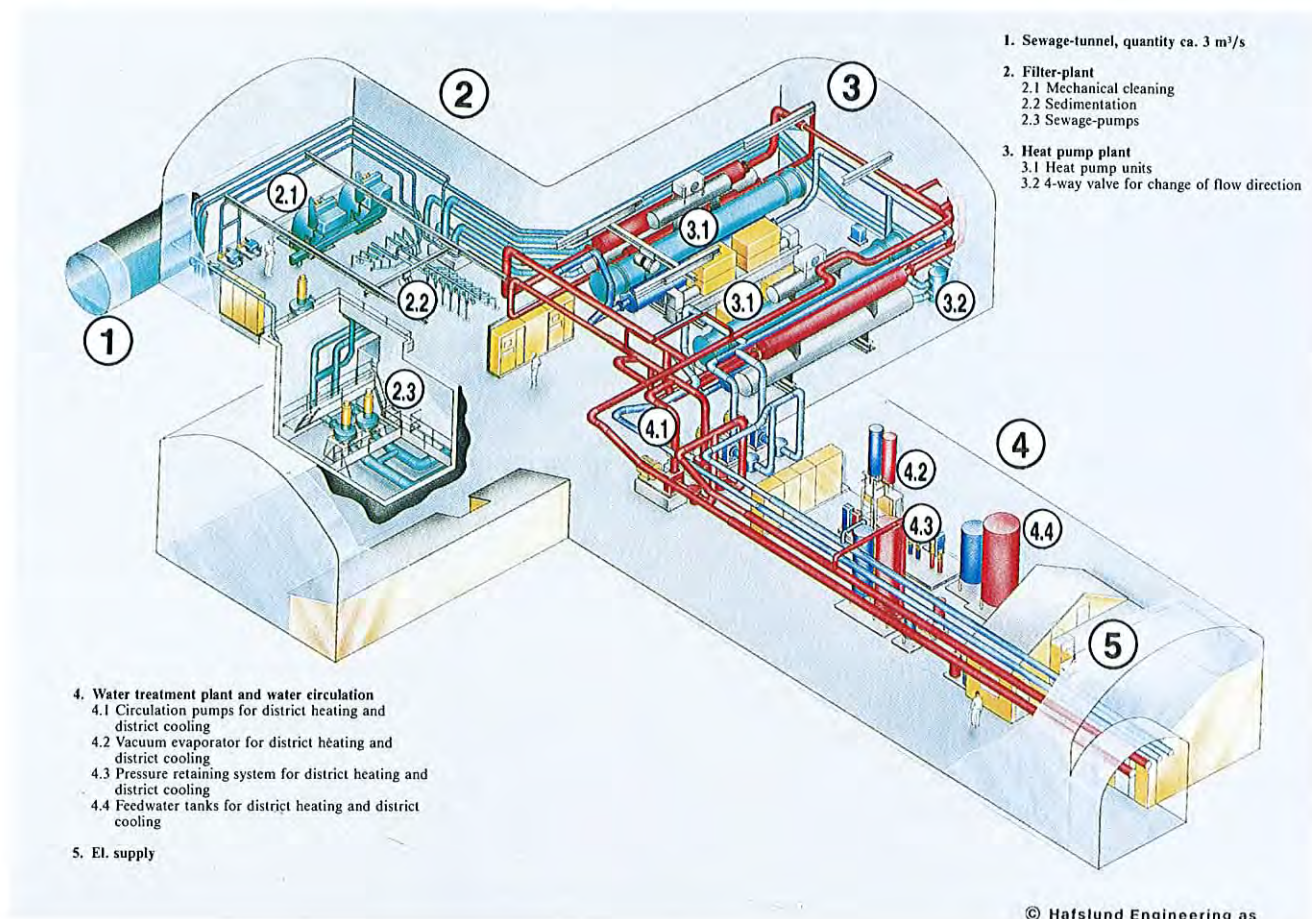 1. Sewage-tunnel, quantity ca. 3 m³/s
2. Filter-plant
2.1 Mechanical cleaning
2.2 Sedimentation
2.3 Sewage-pumps
3. Heat pump plant
3.1 Heat pump units
3.2 4-way valve for change of flow direction
2
3
2.1
3.1
2.2
3.1
3.2
1
2.3
4.1
4
4.2
4.3
4.4
5
4. Water treatment plant and water circulation
4.1 Circulation pumps for district heating and
district cooling
4.2 Vacuum evaporator for district heating and
district cooling
4.3 Pressure retaining system for district heating and
district cooling
4.4 Feedwater tanks for district heating and district
cooling
5. El. supply
© Hafslund Engineering as